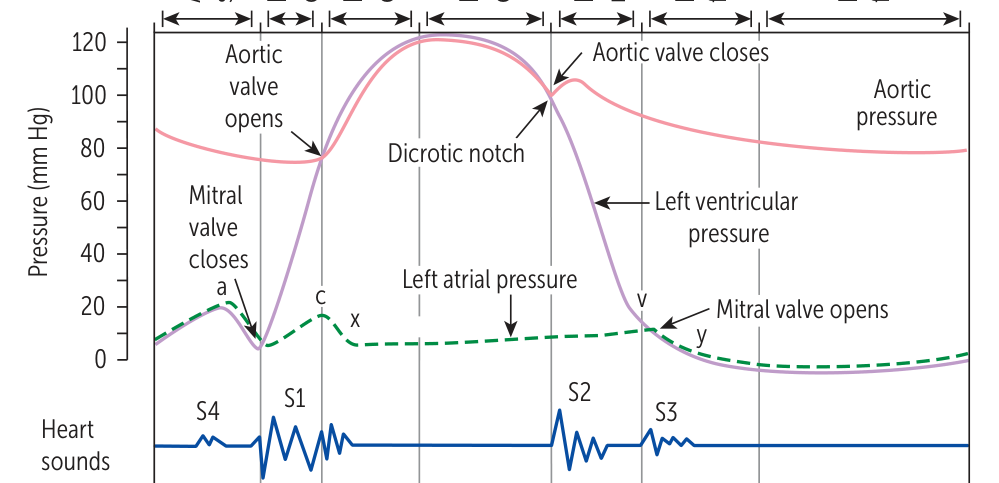 120
100
80
60
40
20
0
Pressure (mm Hg)
Aortic
valve
opens
Aortic valve closes
Aortic
pressure
Dicrotic notch
Mitral
valve
closes
Left ventricular
pressure
Left atrial pressure
a
c
x
v
Mitral valve opens
y
S4
S1
S2
S3
Heart
sounds